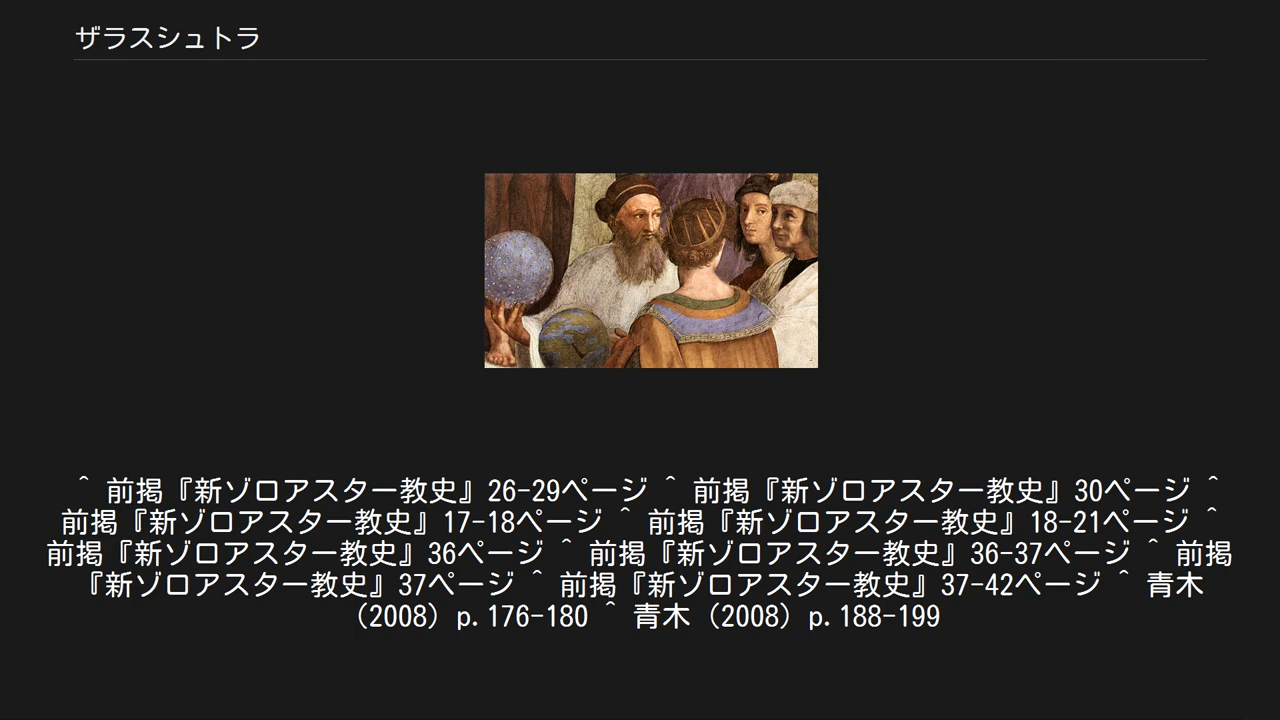 ザラスシュトラ
^ 前掲『新ゾロアスター教史』26-29ページ ^ 前掲『新ゾロアスター教史』30ページ ^
前掲『新ゾロアスター教史』17-18ページ ^ 前掲『新ゾロアスター教史』18-21ページ ^
前掲『新ゾロアスター教史』36ページ ^ 前掲『新ゾロアスター教史』36-37ページ ^ 前掲
『新ゾロアスター教史』37ページ ^ 前掲『新ゾロアスター教史』37-42ページ ^ 青木
（2008）p.176-180 ^ 青木（2008）p.188-199